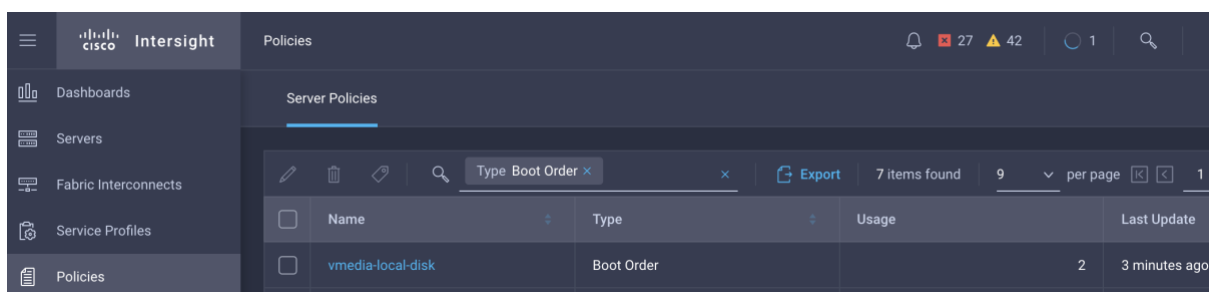 CISCO Intersight
Policies
27 42 1
Dashboards
Server Policies
Servers
Type Boot Order × × Export 7 items found 9 per page 1
Fabric Interconnects
Name Type Usage Last Update
Service Profiles
vmedia-local-disk Boot Order 2 3 minutes ago
Policies